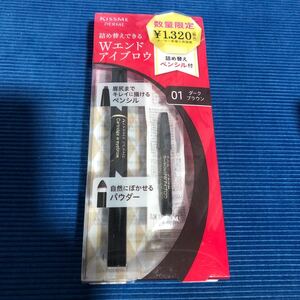 KISSME
FERME
詰め替えできる
Wエンド
アイブロウ
数量限定
¥1,320
詰め替え
ペンシル付
眉尻まで
キレイに描ける
ペンシル
01
ダーク
ブラウン
自然にぼかせる
パウダー